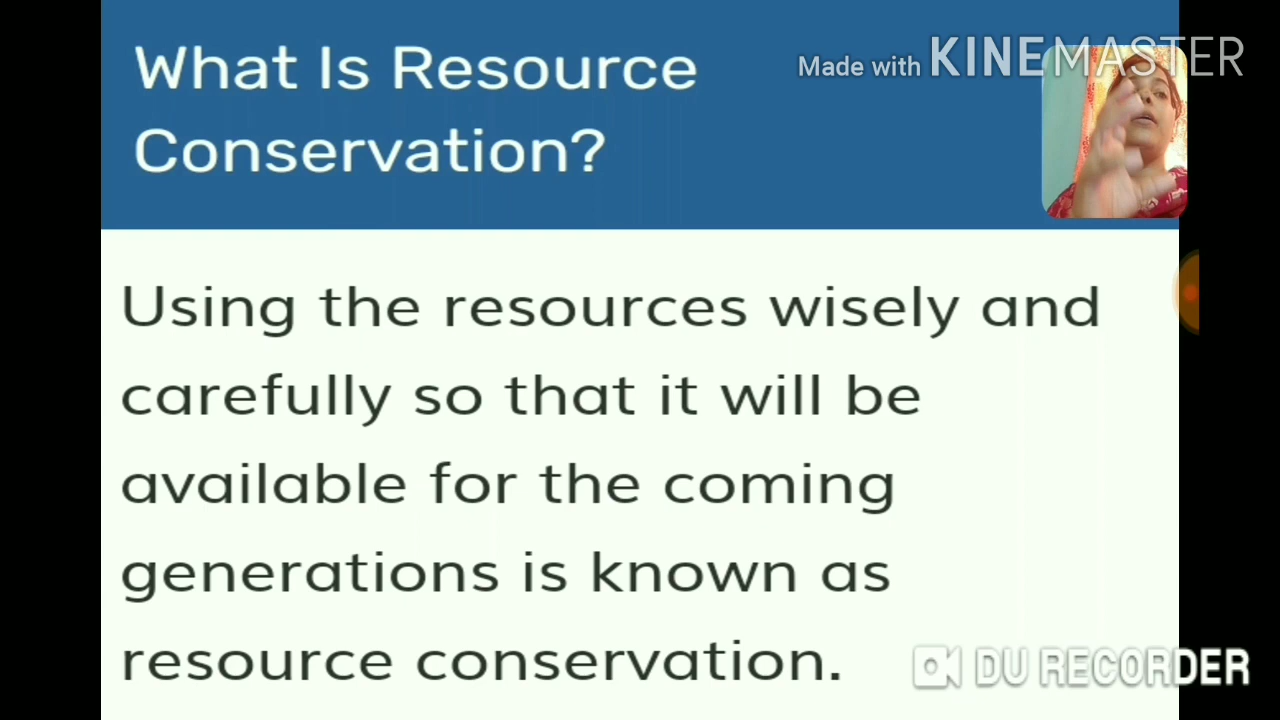 What Is Resource
Conservation?
Made with KINEMASTER
Using the resources wisely and
carefully so that it will be
available for the coming
generations is known as
resource conservation.
DU RECORDER